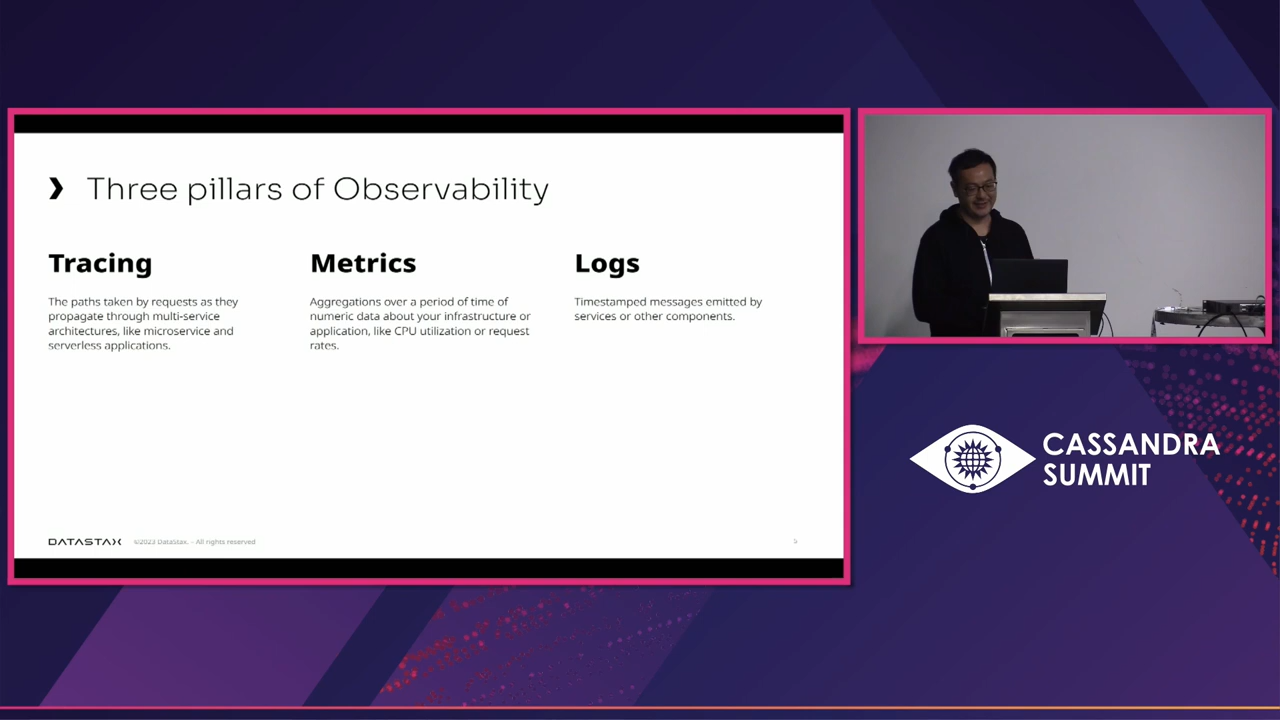 Three pillars of Observability
Tracing
The paths taken by requests as they
propagate through multi-service
architectures, like microservice and
serverless applications.
Metrics
Aggregations over a period of time of
numeric data about your infrastructure or
application, like CPU utilization or request
rates.
Logs
Timestamped messages emitted by
services or other components.
DATASTAX
©2023 DataStax. – All rights reserved
5
CASSANDRA
SUMMIT